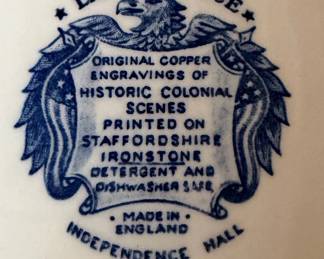 ORIGINAL COPPER
ENGRAVINGS OF
HISTORIC COLONIAL
SCENES
PRINTED ON
STAFFORDSHIRE
IRONSTONE
DETERGENT AND
DISHWASHER SAFE
• MADE IN •
ENGLAND
INDEPENDENCE HALL